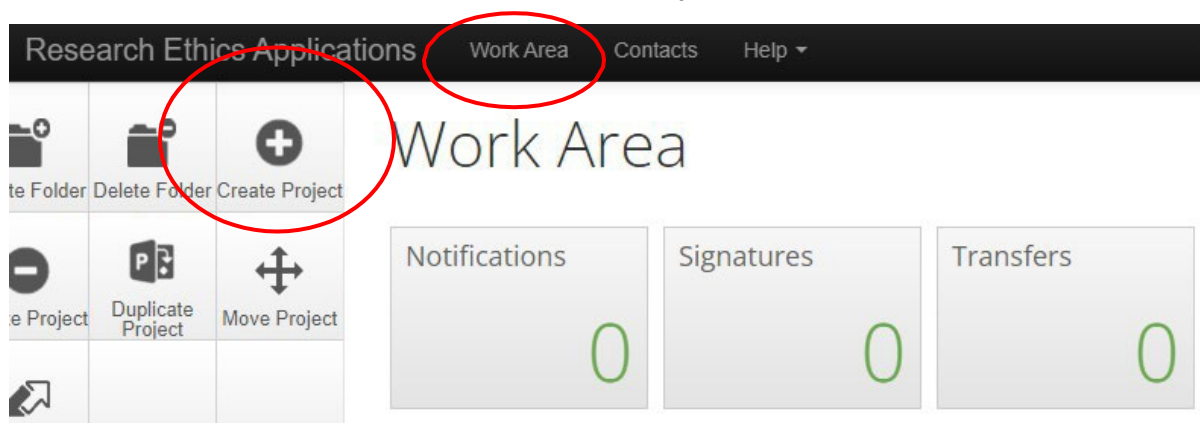 Research Ethics Applications Work Area Contacts Help
te Folder Delete Folder Create Project
Work Area
Notifications Signatures Transfers
0 0 0
e Project Duplicate Project Move Project